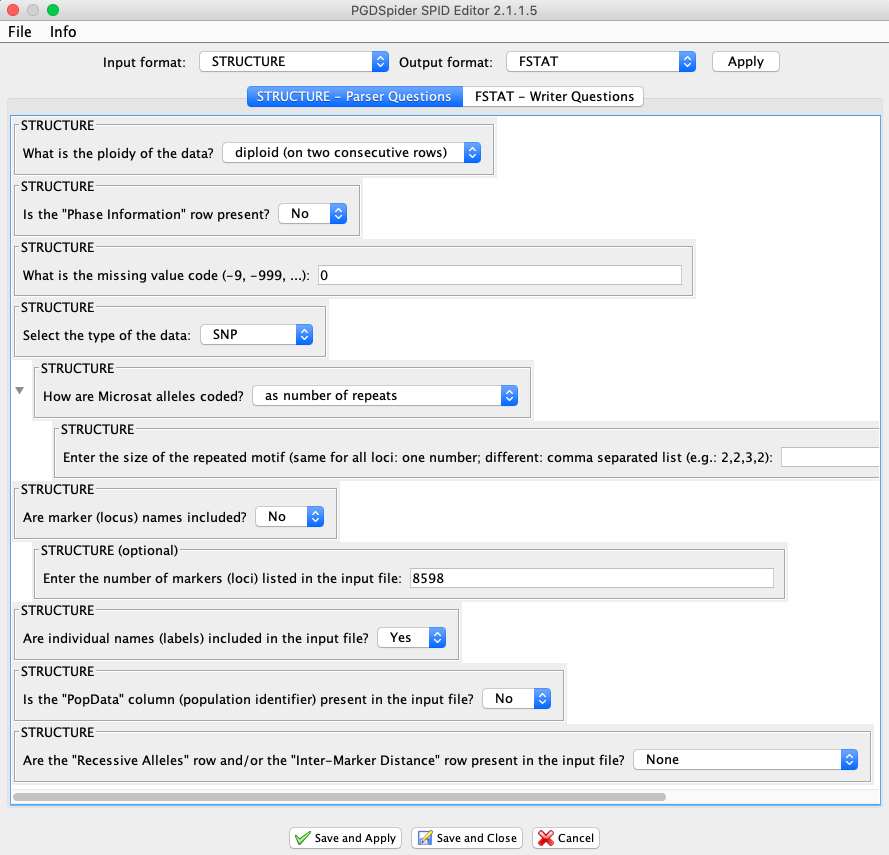 PGDSpider SPID Editor 2.1.1.5
File Info
Input format: STRUCTURE Output format: FSTAT Apply
STRUCTURE - Parser Questions FSTAT - Writer Questions
STRUCTURE
What is the ploidy of the data? diploid (on two consecutive rows)
STRUCTURE
Is the "Phase Information" row present? No
STRUCTURE
What is the missing value code (-9, -999, ...): 0
STRUCTURE
Select the type of the data: SNP
STRUCTURE
How are Microsat alleles coded? as number of repeats
STRUCTURE
Enter the size of the repeated motif (same for all loci: one number; different: comma separated list (e.g.: 2,2,3,2):
STRUCTURE
Are marker (locus) names included? No
STRUCTURE (optional)
Enter the number of markers (loci) listed in the input file: 8598
STRUCTURE
Are individual names (labels) included in the input file? Yes
STRUCTURE
Is the "PopData" column (population identifier) present in the input file? No
STRUCTURE
Are the "Recessive Alleles" row and/or the "Inter-Marker Distance" row present in the input file? None
Save and Apply Save and Close Cancel